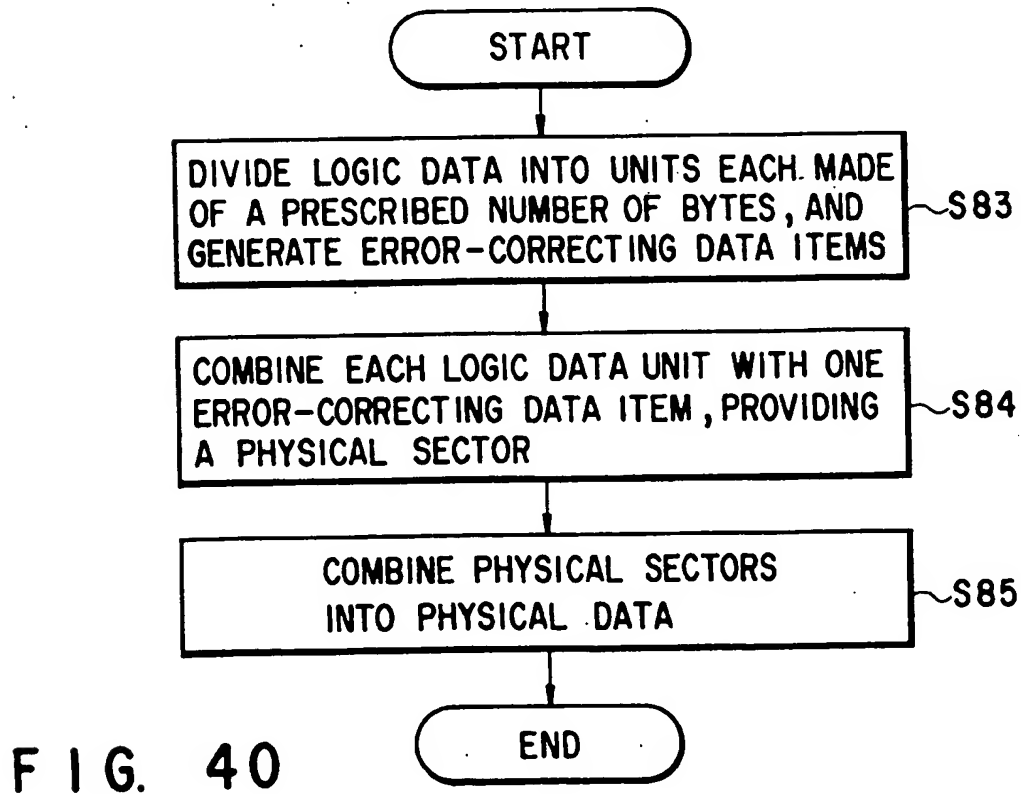 START
DIVIDE LOGIC DATA INTO UNITS EACH MADE
OF A PRESCRIBED NUMBER OF BYTES, AND
GENERATE ERROR-CORRECTING DATA ITEMS
S83
COMBINE EACH LOGIC DATA UNIT WITH ONE
ERROR-CORRECTING DATA ITEM, PROVIDING
A PHYSICAL SECTOR
S84
COMBINE PHYSICAL SECTORS
INTO PHYSICAL DATA
S85
END
FIG. 40